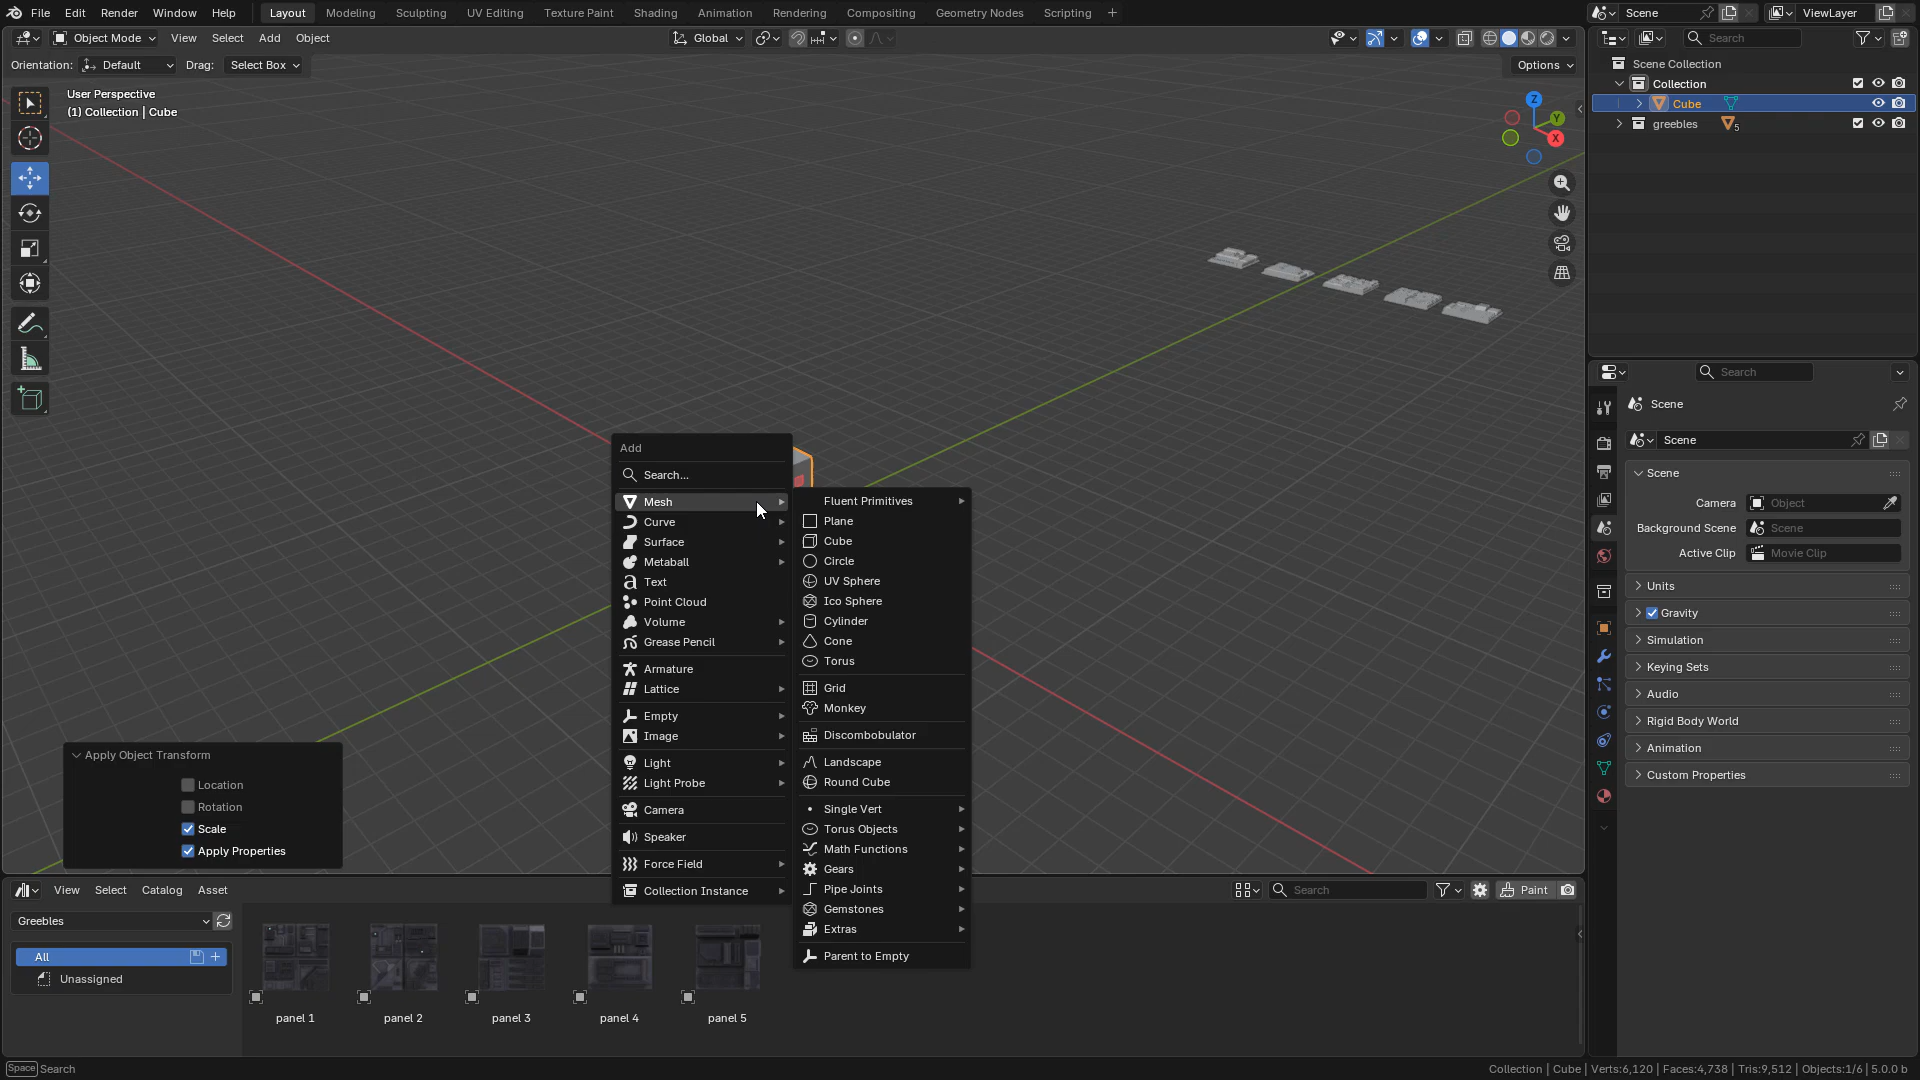 File Edit Render Window Help Layout Modeling Sculpting UV Editing Texture Paint Shading Animation Rendering Compositing Geometry Nodes Scripting Scene ViewLayer
Object Mode View Select Add Object Global Search
Orientation: Default Drag: Select Box Options
User Perspective
(1) Collection | Cube
Z
Y
X
Scene Collection
Collection
Cube
greebles 5
Add
Search...
Mesh
Curve
Surface
Metaball
Text
Point Cloud
Volume
Grease Pencil
Armature
Lattice
Empty
Image
Light
Light Probe
Camera
Speaker
Force Field
Collection Instance
Fluent Primitives
Plane
Cube
Circle
UV Sphere
Ico Sphere
Cylinder
Cone
Torus
Grid
Monkey
Discombobulator
Landscape
Round Cube
Single Vert
Torus Objects
Math Functions
Gears
Pipe Joints
Gemstones
Extras
Parent to Empty
Search
Scene
Scene
Scene
Camera Object
Background Scene Scene
Active Clip Movie Clip
Units
Gravity
Simulation
Keying Sets
Audio
Rigid Body World
Animation
Custom Properties
Apply Object Transform
Location
Rotation
Scale
Apply Properties
View Select Catalog Asset Search Paint
Greebles
All
Unassigned
panel 1 panel 2 panel 3 panel 4 panel 5
Space Search Collection | Cube | Verts:6,120 | Faces:4,738 | Tris:9,512 | Objects:1/6 | 5.0.0 b